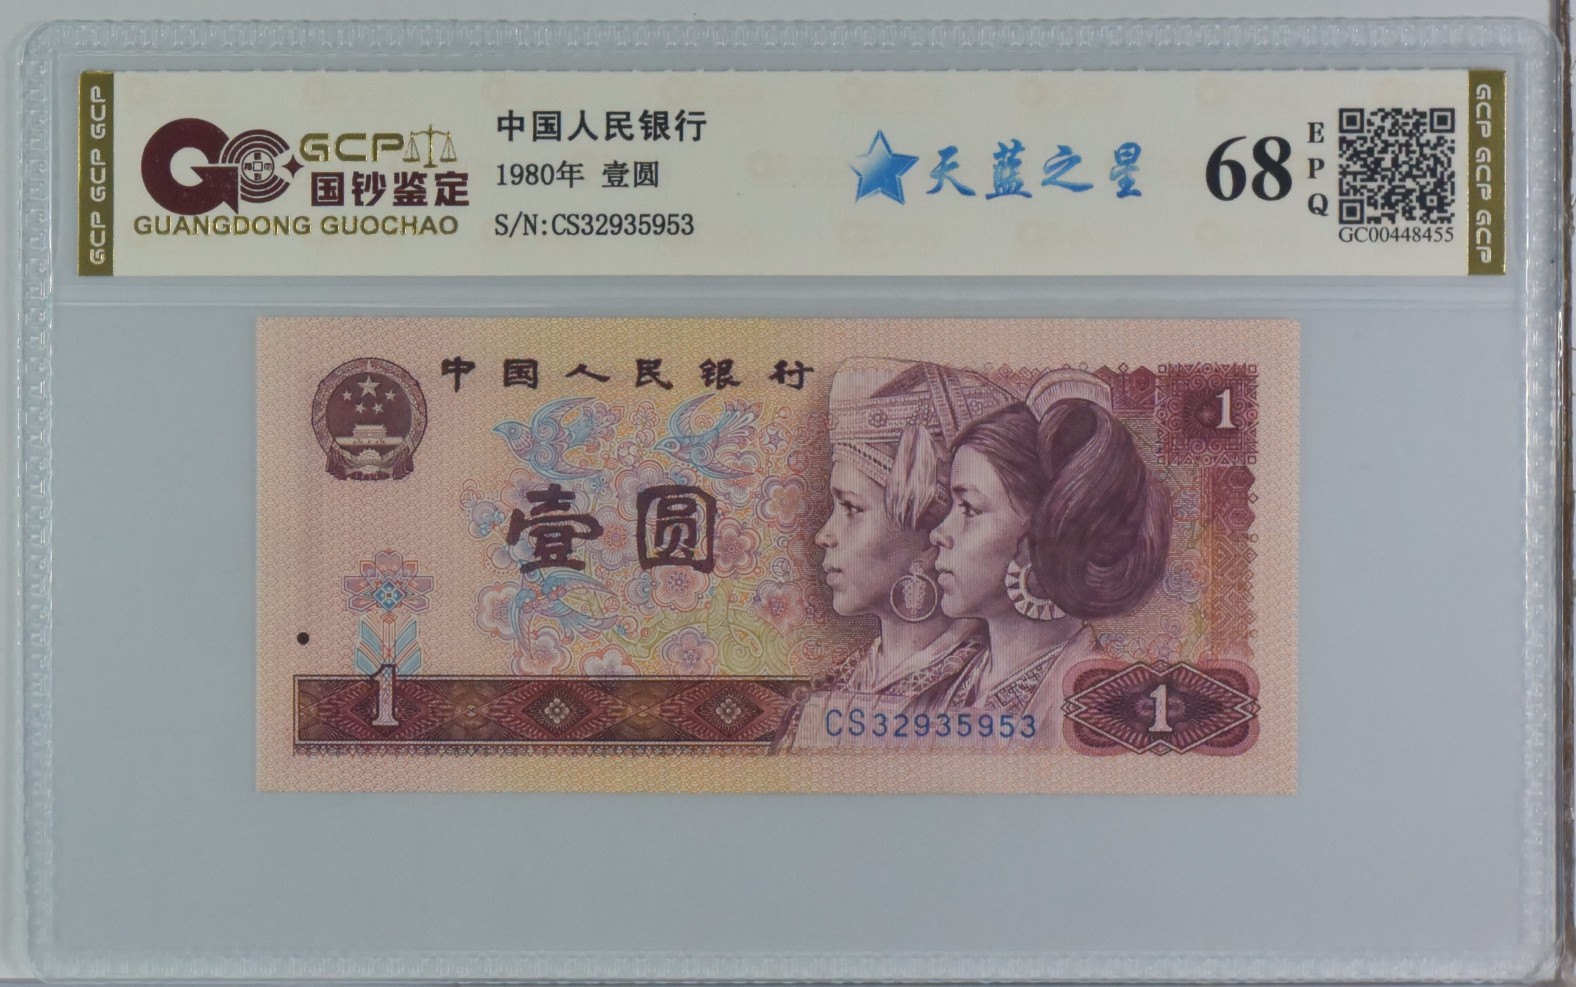 GCP GCP GCP
GCP
国钞鉴定
GUANGDONG GUOCHAO
中国人民银行
1980年 壹圆
S/N:CS32935953
天蓝之星
68
EPQ
GC00448455
GCP GCP GCP
中国人民银行
1
壹圆
1
CS32935953
1